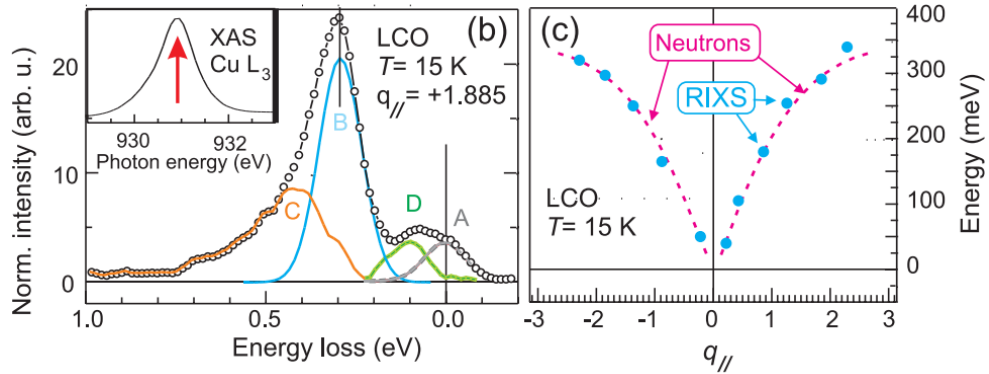 XAS
Cu L3
930
932
Photon energy (eV)
(b)
LCO
T= 15 K
q// = +1.885
B
C
D
A
20
10
0
Norm. intensity (arb. u.)
1.0
0.5
0.0
Energy loss (eV)
(c)
Neutrons
RIXS
LCO
T= 15 K
400
300
200
100
0
Energy (meV)
-3
-2
-1
0
1
2
3
q//